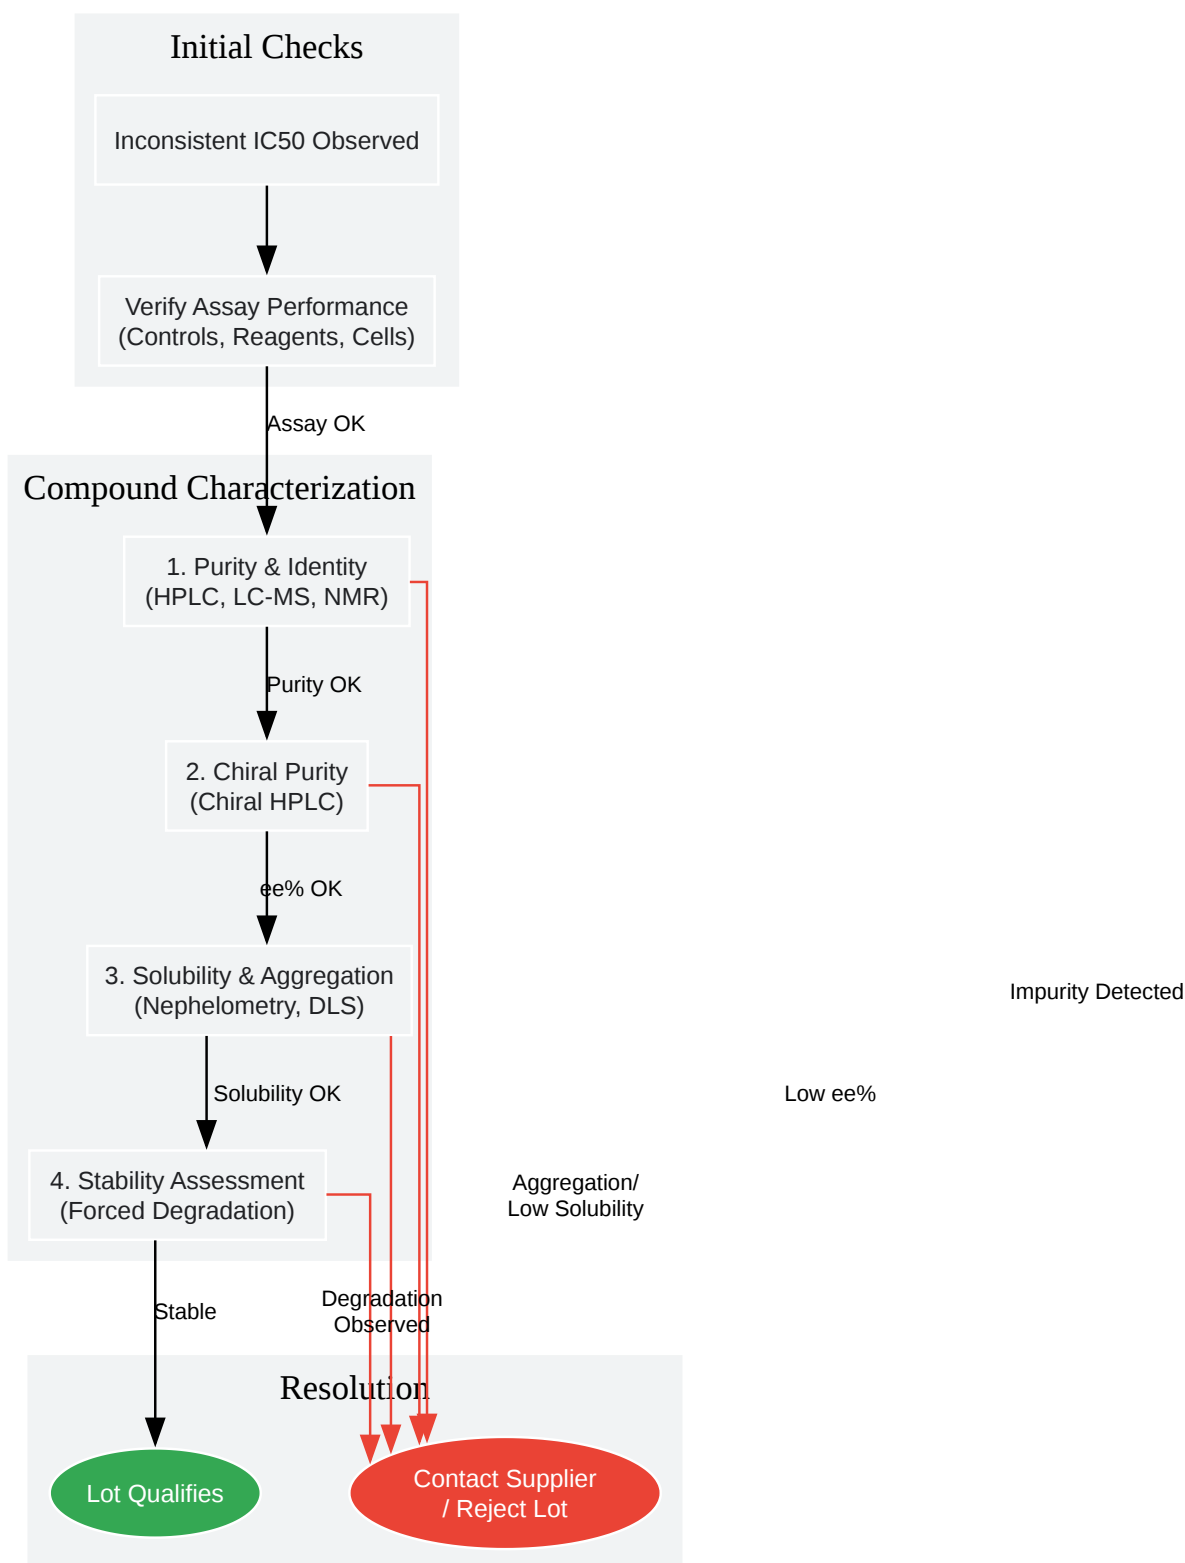 Initial Checks
Inconsistent IC50 Observed
Verify Assay Performance
(Controls, Reagents, Cells)
Assay OK
Compound Characterization
1. Purity & Identity
(HPLC, LC-MS, NMR)
Purity OK
2. Chiral Purity
(Chiral HPLC)
ee% OK
3. Solubility & Aggregation
(Nephelometry, DLS)
Impurity Detected
Solubility OK
Low ee%
4. Stability Assessment
(Forced Degradation)
Aggregation/
Low Solubility
Stable
Degradation
Observed
Resolution
Lot Qualifies
Contact Supplier
/ Reject Lot